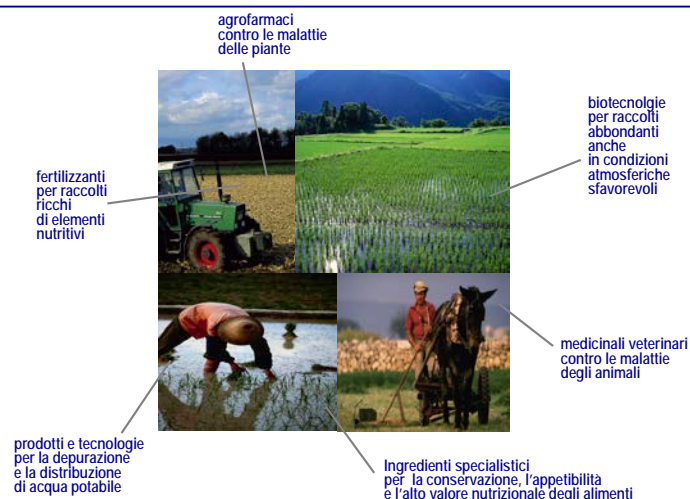 agrofarmaci
contro le malattie
delle piante
biotecnolgie
per raccolti
abbondanti
anche
in condizioni
atmosferiche
sfavorevoli
fertilizzanti
per raccolti
ricchi
di elementi
nutritivi
medicinali veterinari
contro le malattie
degli animali
prodotti e tecnologie
per la depurazione
e la distribuzione
di acqua potabile
Ingredienti specialistici
per la conservazione, l'appetibilità
e l'alto valore nutrizionale degli alimenti